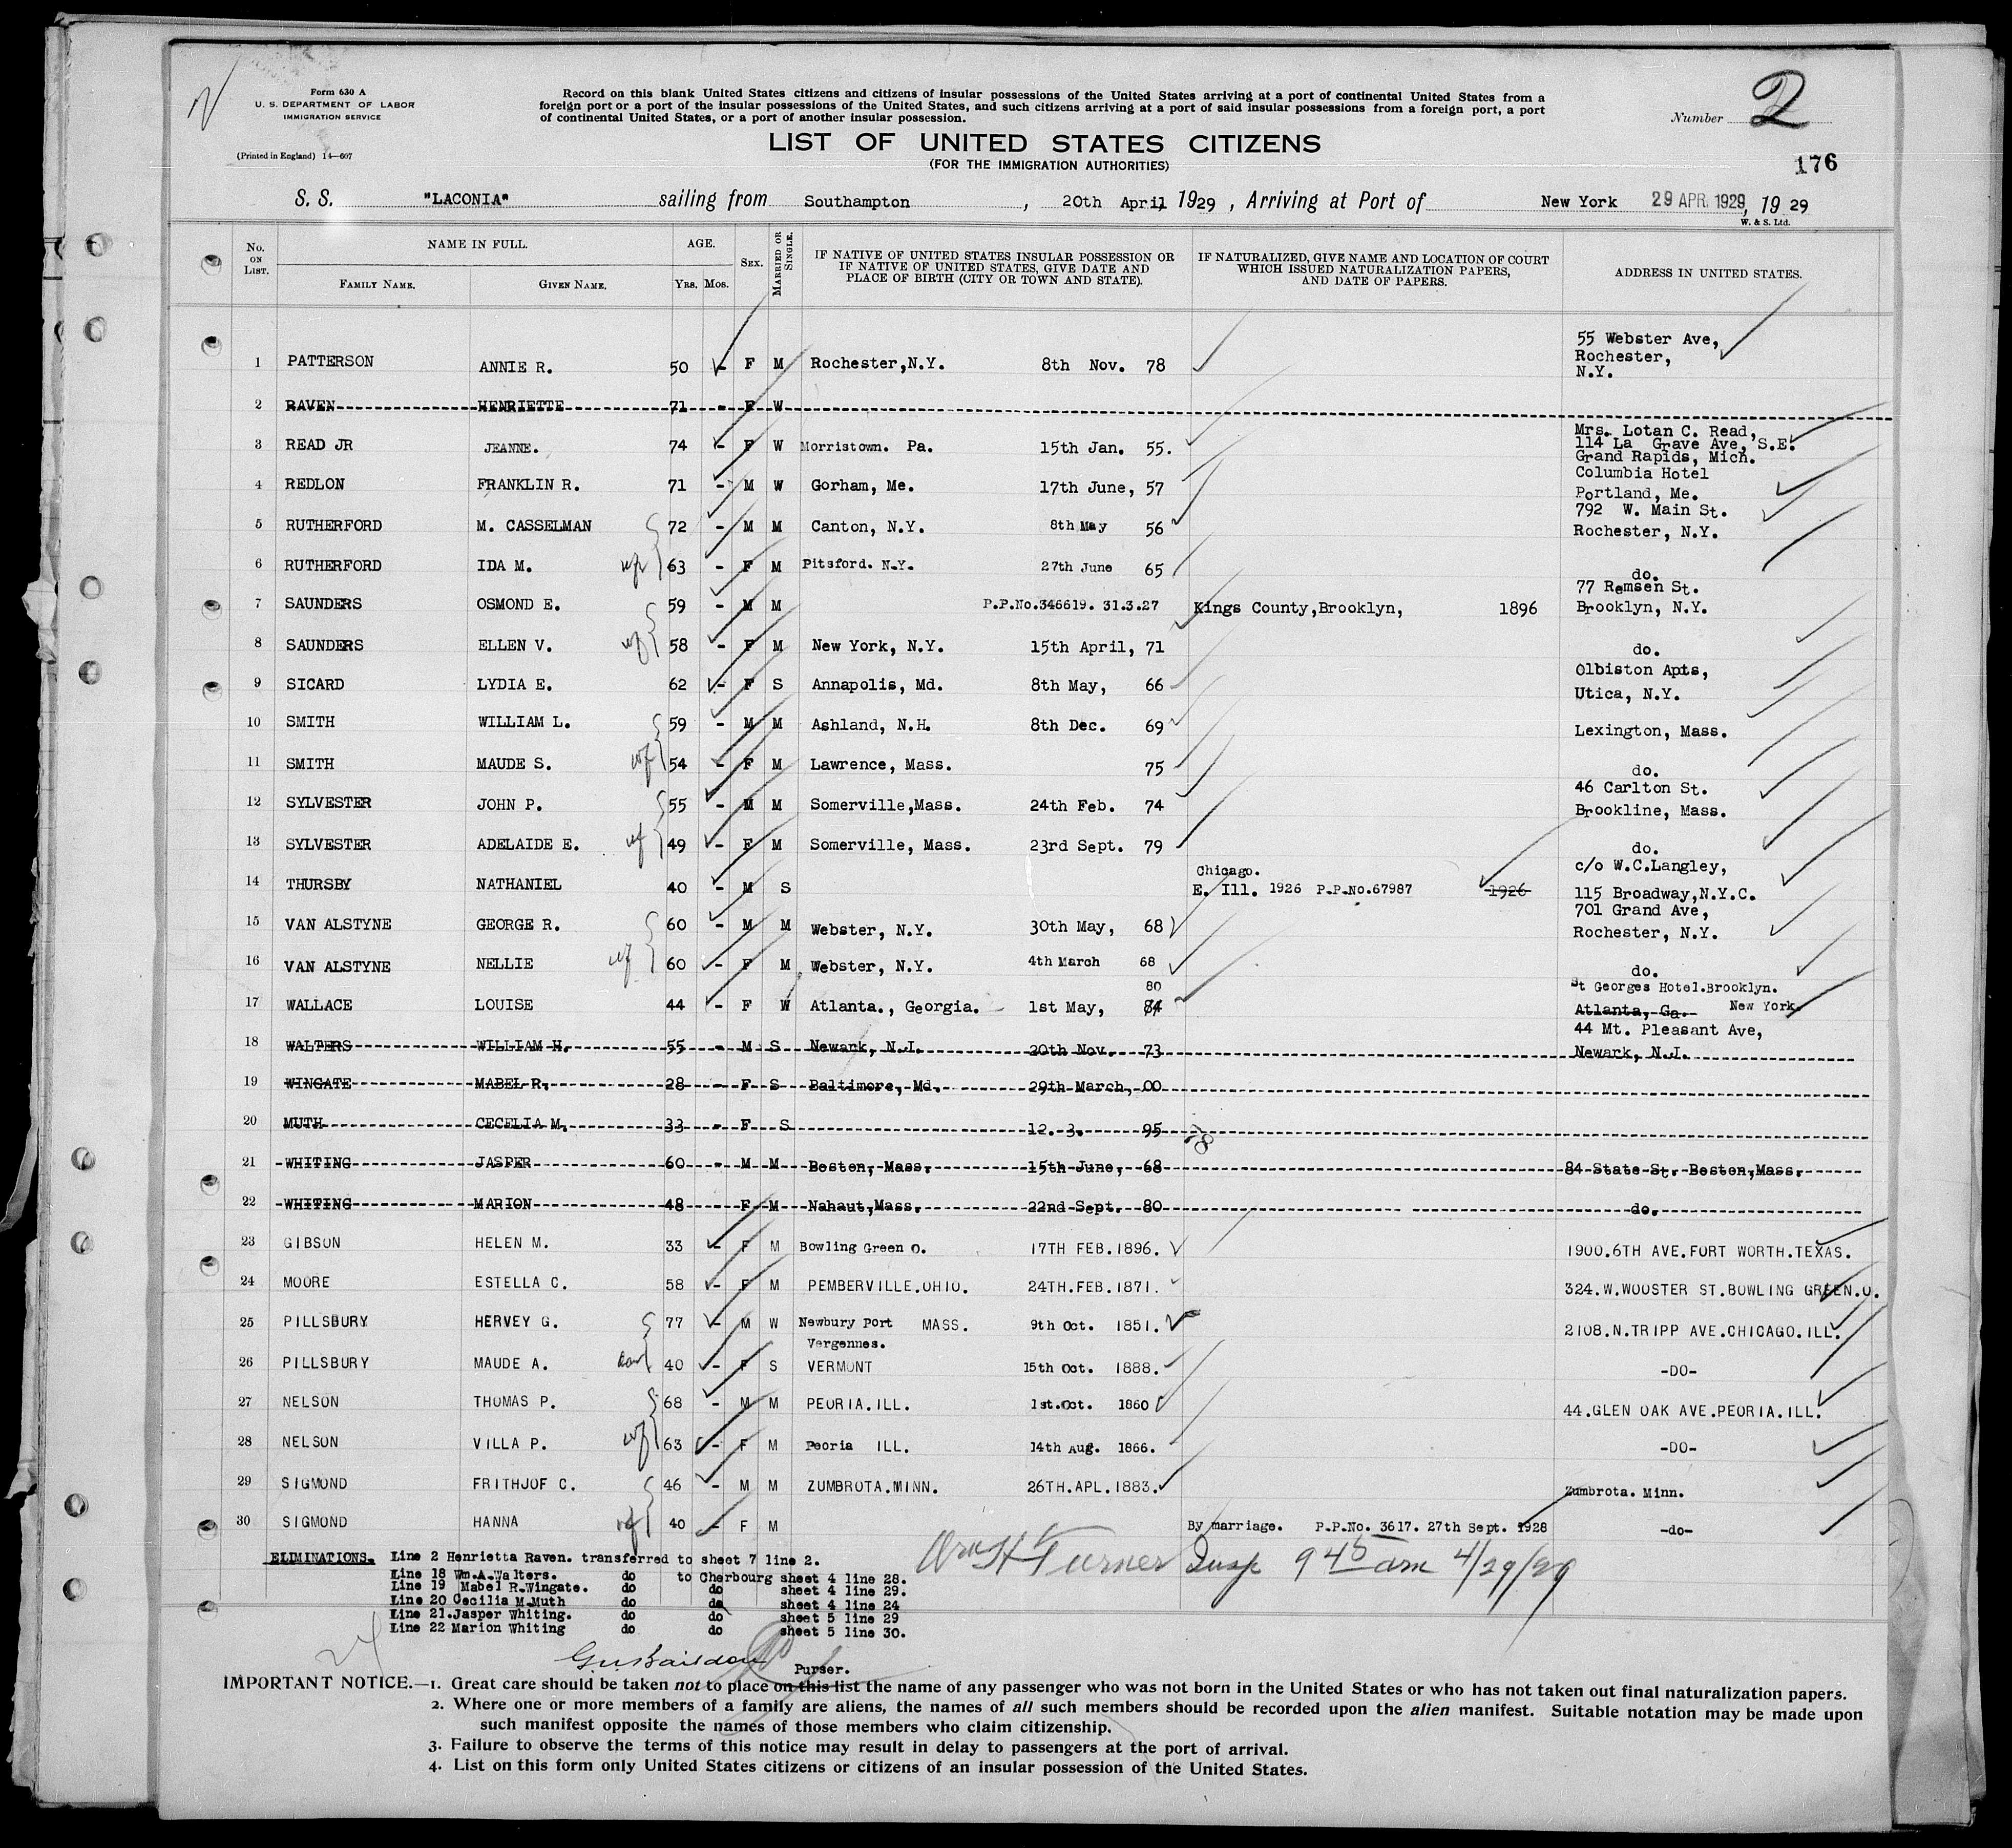 Form 630 A
U. S. DEPARTMENT OF LABOR
IMMIGRATION SERVICE
(Printed in England) 14—607
Record on this blank United States citizens and citizens of insular possessions of the United States arriving at a port of continental United States from a
foreign port or a port of the insular possessions of the United States, and such citizens arriving at a port of said insular possessions from a foreign port, a port
of continental United States, or a port of another insular possession.
Number 2
LIST OF UNITED STATES CITIZENS
(FOR THE IMMIGRATION AUTHORITIES)
176
S. S. "LACONIA" sailing from Southampton, 20th April, 1929, Arriving at Port of New York 29 APR. 1929, 19 29
W. & S. Ltd.
No. ON LIST. NAME IN FULL. FAMILY NAME. GIVEN NAME. AGE. YRS. MOS. SEX. MARRIED OR SINGLE. IF NATIVE OF UNITED STATES INSULAR POSSESSION OR IF NATIVE OF UNITED STATES, GIVE DATE AND PLACE OF BIRTH (CITY OR TOWN AND STATE). IF NATURALIZED, GIVE NAME AND LOCATION OF COURT WHICH ISSUED NATURALIZATION PAPERS, AND DATE OF PAPERS. ADDRESS IN UNITED STATES.
1 PATTERSON ANNIE R. 50 - F M Rochester,N.Y. 8th Nov. 78 55 Webster Ave, Rochester, N.Y.
2 RAVEN HENRIETTE 71 - F W
3 READ JR JEANNE. 74 - F W Morristown. Pa. 15th Jan. 55. Mrs. Lotan C. Read, 114 La Grave Ave, S.E. Grand Rapids, Mich.
4 REDLON FRANKLIN R. 71 - M W Gorham, Me. 17th June, 57 Columbia Hotel Portland, Me.
5 RUTHERFORD M. CASSELMAN 72 - M M Canton, N.Y. 8th May 56 792 W. Main St. Rochester, N.Y.
6 RUTHERFORD IDA M. wf 63 - F M Pitsford. N.Y. 27th June 65 do.
7 SAUNDERS OSMOND E. 59 - M M P.P.No.346619. 31.3.27 Kings County,Brooklyn, 1896 77 Remsen St. Brooklyn, N.Y.
8 SAUNDERS ELLEN V. wf 58 - F M New York, N.Y. 15th April, 71 do.
9 SICARD LYDIA E. 62 - F S Annapolis, Md. 8th May, 66 Olbiston Apts, Utica, N.Y.
10 SMITH WILLIAM L. 59 - M M Ashland, N.H. 8th Dec. 69 Lexington, Mass.
11 SMITH MAUDE S. wf 54 - F M Lawrence, Mass. 75 do.
12 SYLVESTER JOHN P. 55 - M M Somerville,Mass. 24th Feb. 74 46 Carlton St. Brookline, Mass.
13 SYLVESTER ADELAIDE E. wf 49 - F M Somerville, Mass. 23rd Sept. 79 do.
14 THURSBY NATHANIEL 40 - M S Chicago. E. Ill. 1926 P.P.No.67987 1926 c/o W.C.Langley, 115 Broadway,N.Y.C.
15 VAN ALSTYNE GEORGE R. 60 - M M Webster, N.Y. 30th May, 68 701 Grand Ave, Rochester, N.Y.
16 VAN ALSTYNE NELLIE wf 60 - F M Webster, N.Y. 4th March 68 do.
17 WALLACE LOUISE 44 - F W Atlanta., Georgia. 1st May, 80 84 St Georges Hotel.Brooklyn. Atlanta, Ga. New York.
18 WALTERS WILLIAM H. 55 - M S Newark, N.J. 20th Nov. 73 44 Mt. Pleasant Ave, Newark, N.J.
19 WINGATE MABEL R. 28 - F S Baltimore, Md. 29th March, 00
20 MUTH CECELIA M. 33 - F S 12. 3. 95
21 WHITING JASPER 60 - M M Boston, Mass. 15th June, 68 84 State St. Boston,Mass.
22 WHITING MARION 48 - F M Nahaut,Mass. 22nd Sept. 80 do.
23 GIBSON HELEN M. 33 - F M Bowling Green O. 17TH FEB.1896. 1900.6TH AVE.FORT WORTH.TEXAS.
24 MOORE ESTELLA C. 58 - F M PEMBERVILLE.OHIO. 24TH.FEB.1871. 324.W.WOOSTER ST.BOWLING GREEN.O.
25 PILLSBURY HERVEY G. 77 - M W Newbury Port MASS. 9th Oct. 1851. 2108.N.TRIPP AVE.CHICAGO.ILL.
26 PILLSBURY MAUDE A. dau 40 - F S Vergennes. VERMONT 15th Oct. 1888. -DO-
27 NELSON THOMAS P. 68 - M M PEORIA.ILL. 1st.Oct. 1860 44.GLEN OAK AVE.PEORIA.ILL.
28 NELSON VILLA P. wf 63 - F M Peoria ILL. 14th Aug. 1866. -DO-
29 SIGMOND FRITHJOF C. 46 - M M ZUMBROTA.MINN. 26TH.APL.1883. Zumbrota. Minn.
30 SIGMOND HANNA wf 40 - F M By marriage. P.P.No. 3617. 27th Sept. 1928 -do-
ELIMINATIONS. Line 2 Henrietta Raven. transferred to sheet 7 line 2.
Line 18 Wm.A.Walters. do to Cherbourg sheet 4 line 28.
Line 19 Mabel R.Wingate. do do sheet 4 line 29.
Line 20 Cecilia M.Muth do do sheet 4 line 24
Line 21.Jasper Whiting. do do sheet 5 line 29
Line 22 Marion Whiting do do sheet 5 line 30.
Wm H Turner Insp 9 45 am 4/29/29
24
Purser.
IMPORTANT NOTICE.—1. Great care should be taken not to place on this list the name of any passenger who was not born in the United States or who has not taken out final naturalization papers.
2. Where one or more members of a family are aliens, the names of all such members should be recorded upon the alien manifest. Suitable notation may be made upon
such manifest opposite the names of those members who claim citizenship.
3. Failure to observe the terms of this notice may result in delay to passengers at the port of arrival.
4. List on this form only United States citizens or citizens of an insular possession of the United States.